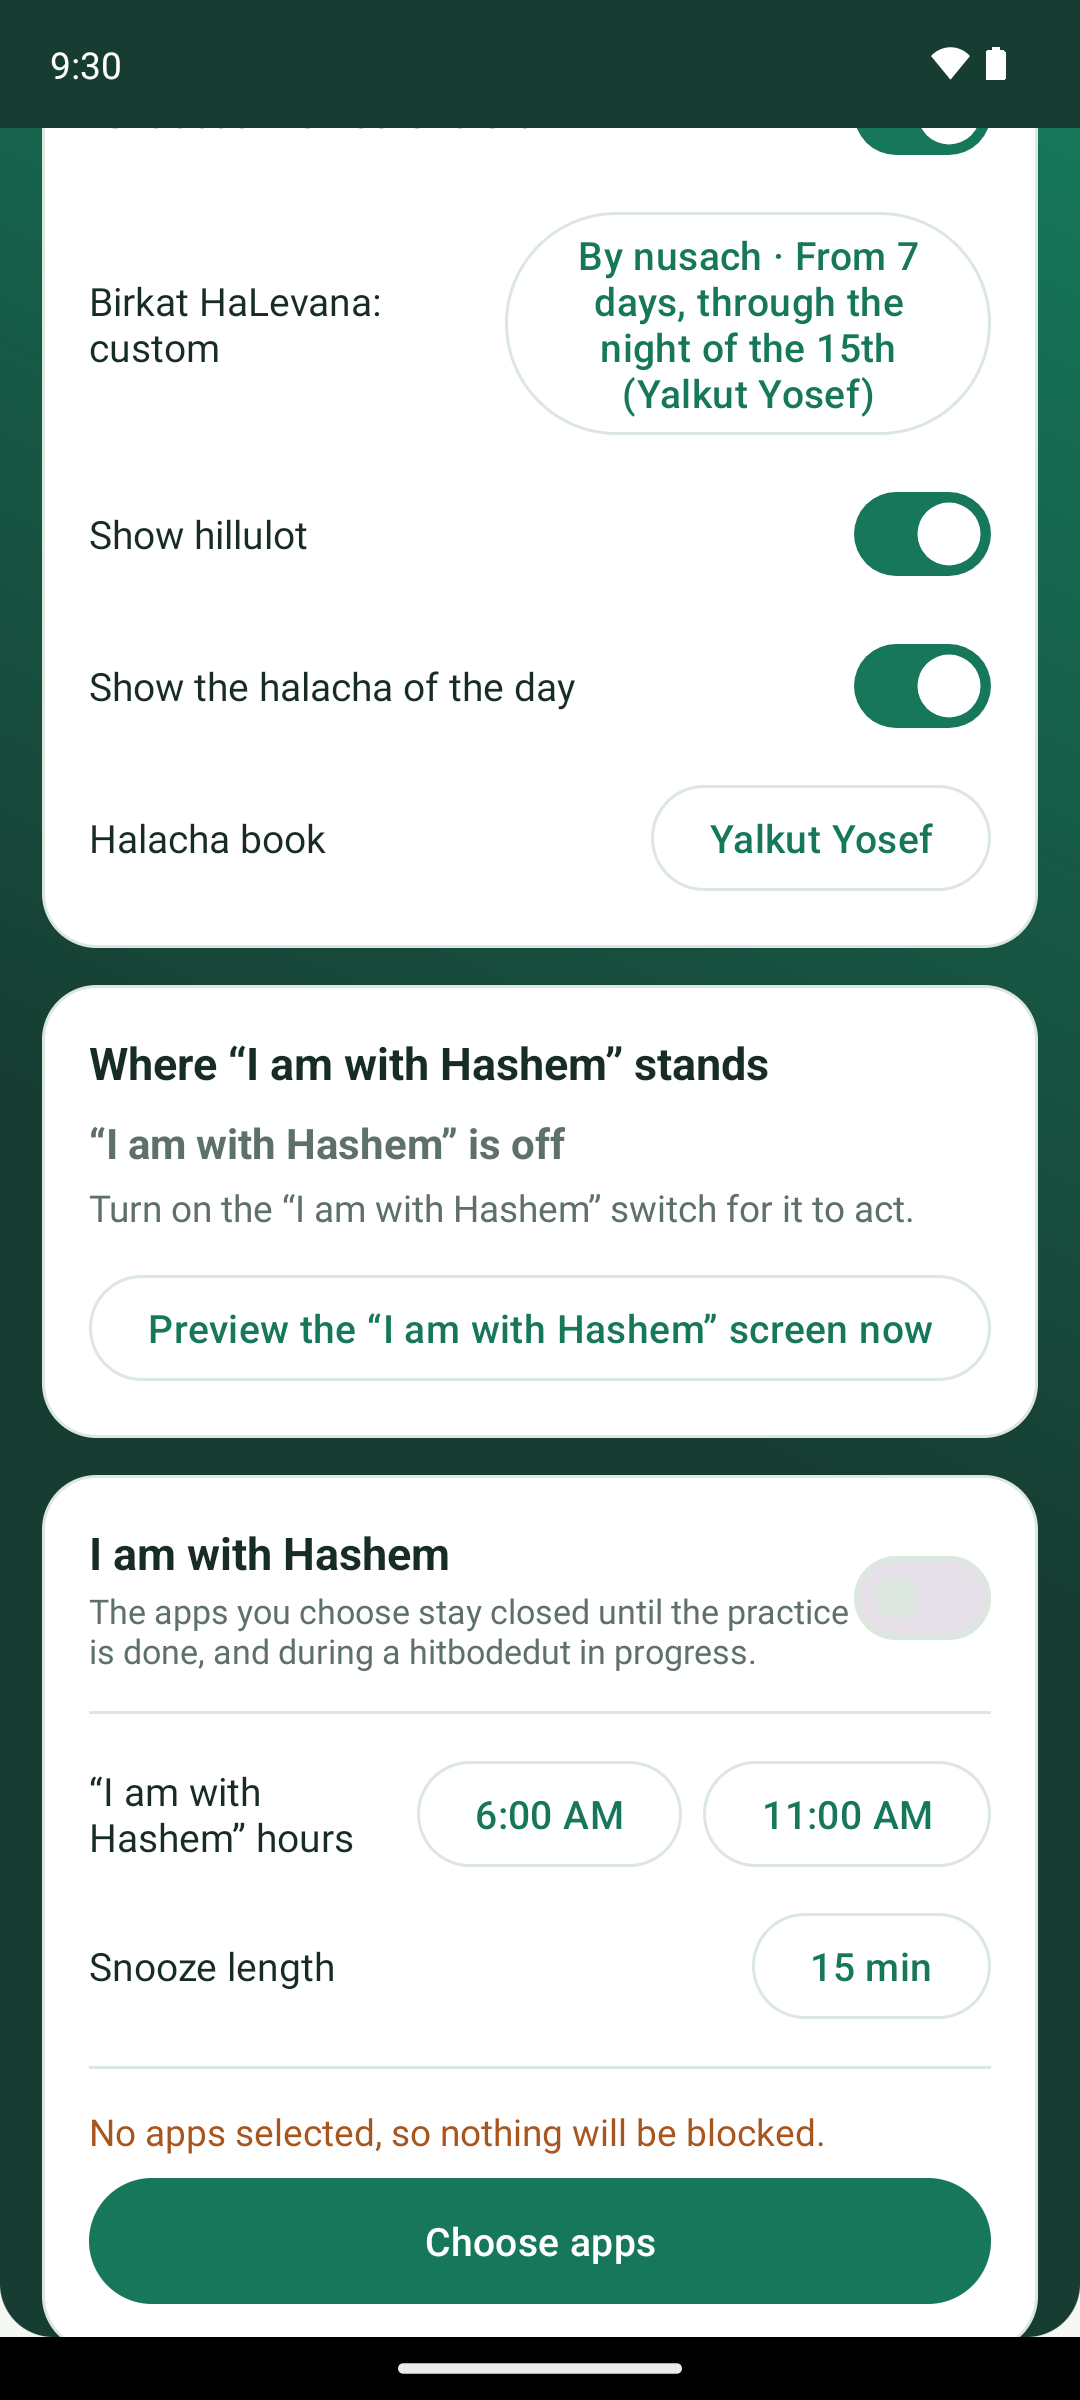 9:30
Birkat HaLevana:
custom
By nusach · From 7
days, through the
night of the 15th
(Yalkut Yosef)
Show hillulot
Show the halacha of the day
Halacha book
Yalkut Yosef
Where “I am with Hashem” stands
“I am with Hashem” is off
Turn on the “I am with Hashem” switch for it to act.
Preview the “I am with Hashem” screen now
I am with Hashem
The apps you choose stay closed until the practice
is done, and during a hitbodedut in progress.
“I am with
Hashem” hours
6:00 AM
11:00 AM
Snooze length
15 min
No apps selected, so nothing will be blocked.
Choose apps